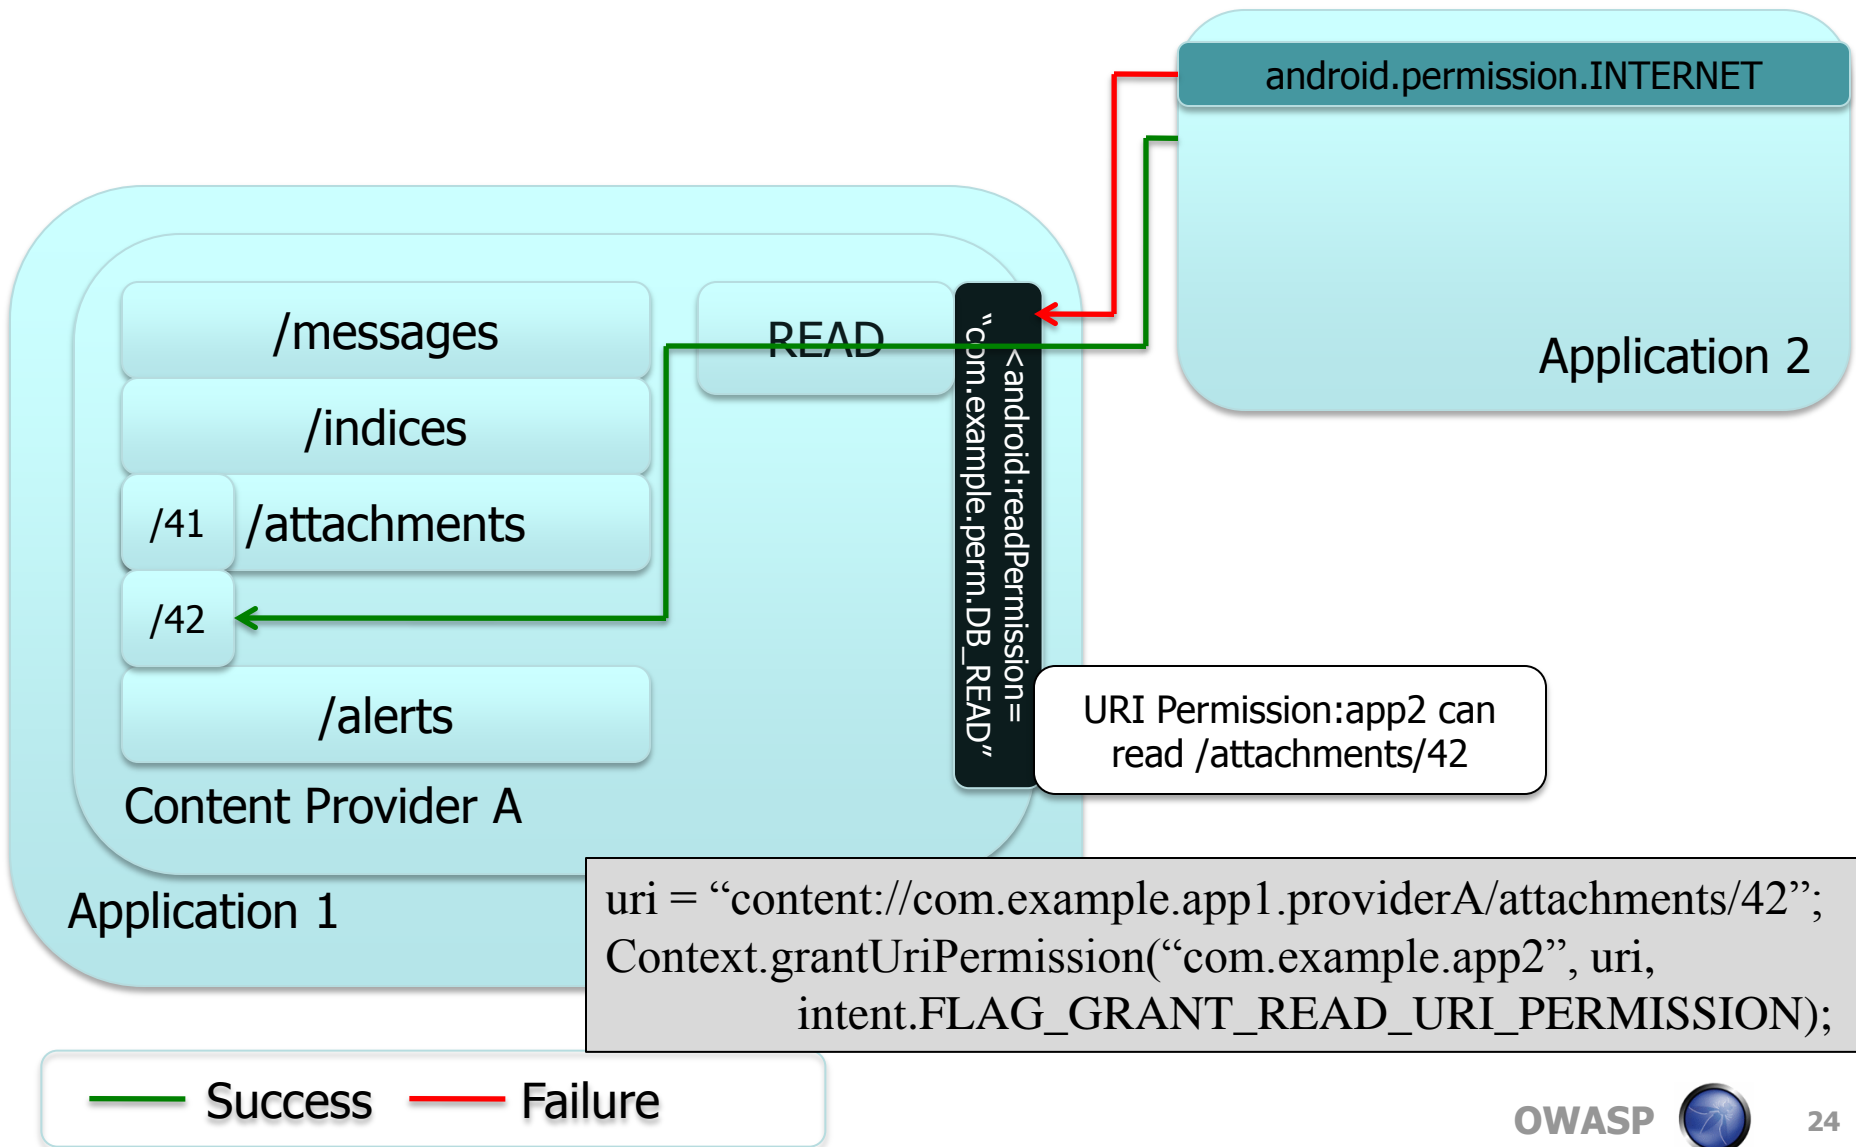 android.permission.INTERNET
Application 2
/messages
READ
/indices
/41
/attachments
/42
/alerts
<android:readPermission=
“com.example.perm.DB_READ”
URI Permission:app2 can
read /attachments/42
Content Provider A
Application 1
uri = “content://com.example.app1.providerA/attachments/42”;
Context.grantUriPermission(“com.example.app2”, uri,
intent.FLAG_GRANT_READ_URI_PERMISSION);
Success
Failure
OWASP
24